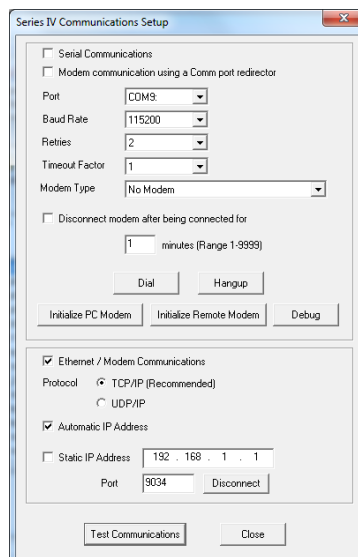 Series IV Communications Setup
Serial Communications
Modem communication using a Comm port redirector
Port COM9:
Baud Rate 115200
Retries 2
Timeout Factor 1
Modem Type No Modem
Disconnect modem after being connected for
1 minutes (Range 1-9999)
Dial Hangup
Initialize PC Modem Initialize Remote Modem Debug
Ethernet / Modem Communications
Protocol TCP/IP (Recommended)
UDP/IP
Automatic IP Address
Static IP Address 192 . 168 . 1 . 1
Port 9034 Disconnect
Test Communications Close